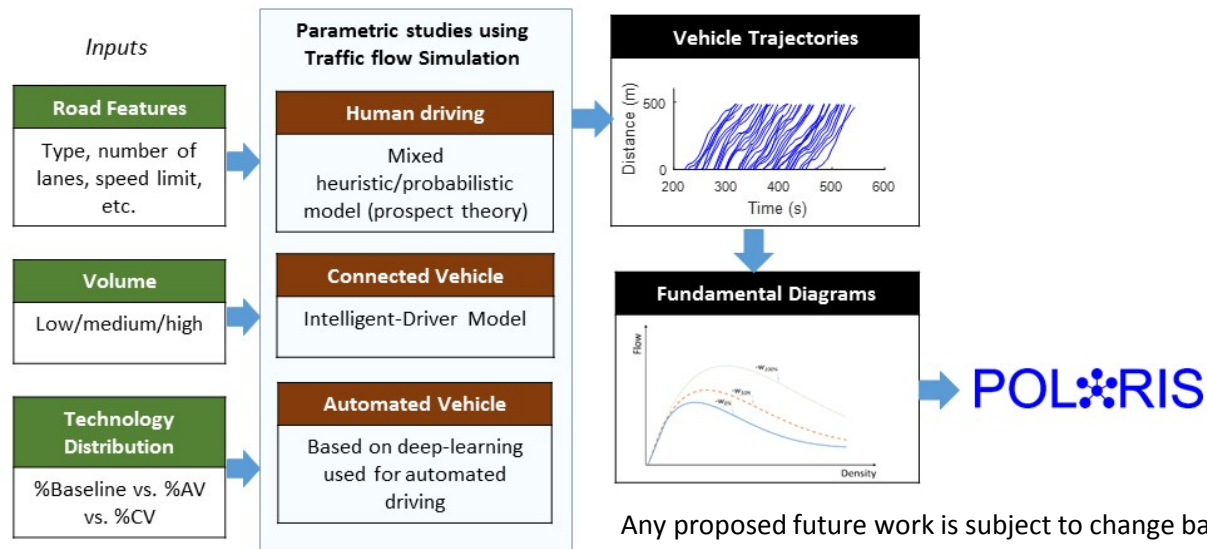 Inputs
Road Features
Type, number of
lanes, speed limit,
etc.
Volume
Low/medium/high
Technology
Distribution
%Baseline vs. %AV
vs. %CV
Parametric studies using
Traffic flow Simulation
Human driving
Mixed
heuristic/probabilistic
model (prospect theory)
Connected Vehicle
Intelligent-Driver Model
Automated Vehicle
Based on deep-learning
used for automated
driving
Vehicle Trajectories
Distance (m)
500
0
200 300 400 500 600
Time (s)
Fundamental Diagrams
Flow
-w100%
Density
POLARIS
Any proposed future work is subject to change ba